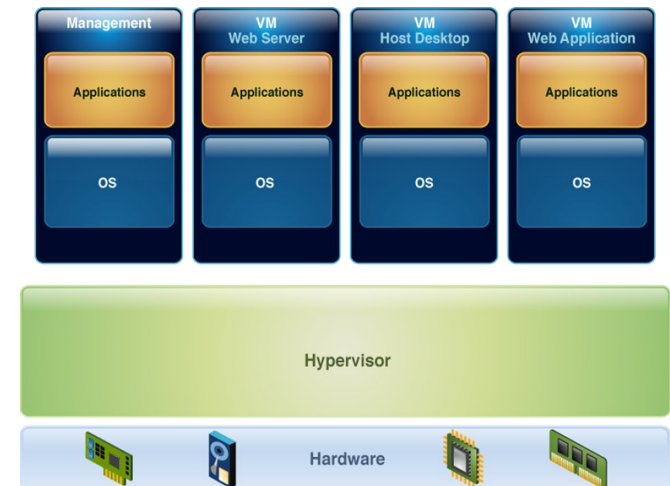 Management
VM
Web Server
VM
Host Desktop
VM
Web Application
Applications
Applications
Applications
Applications
OS
OS
OS
OS
Hypervisor
Hardware